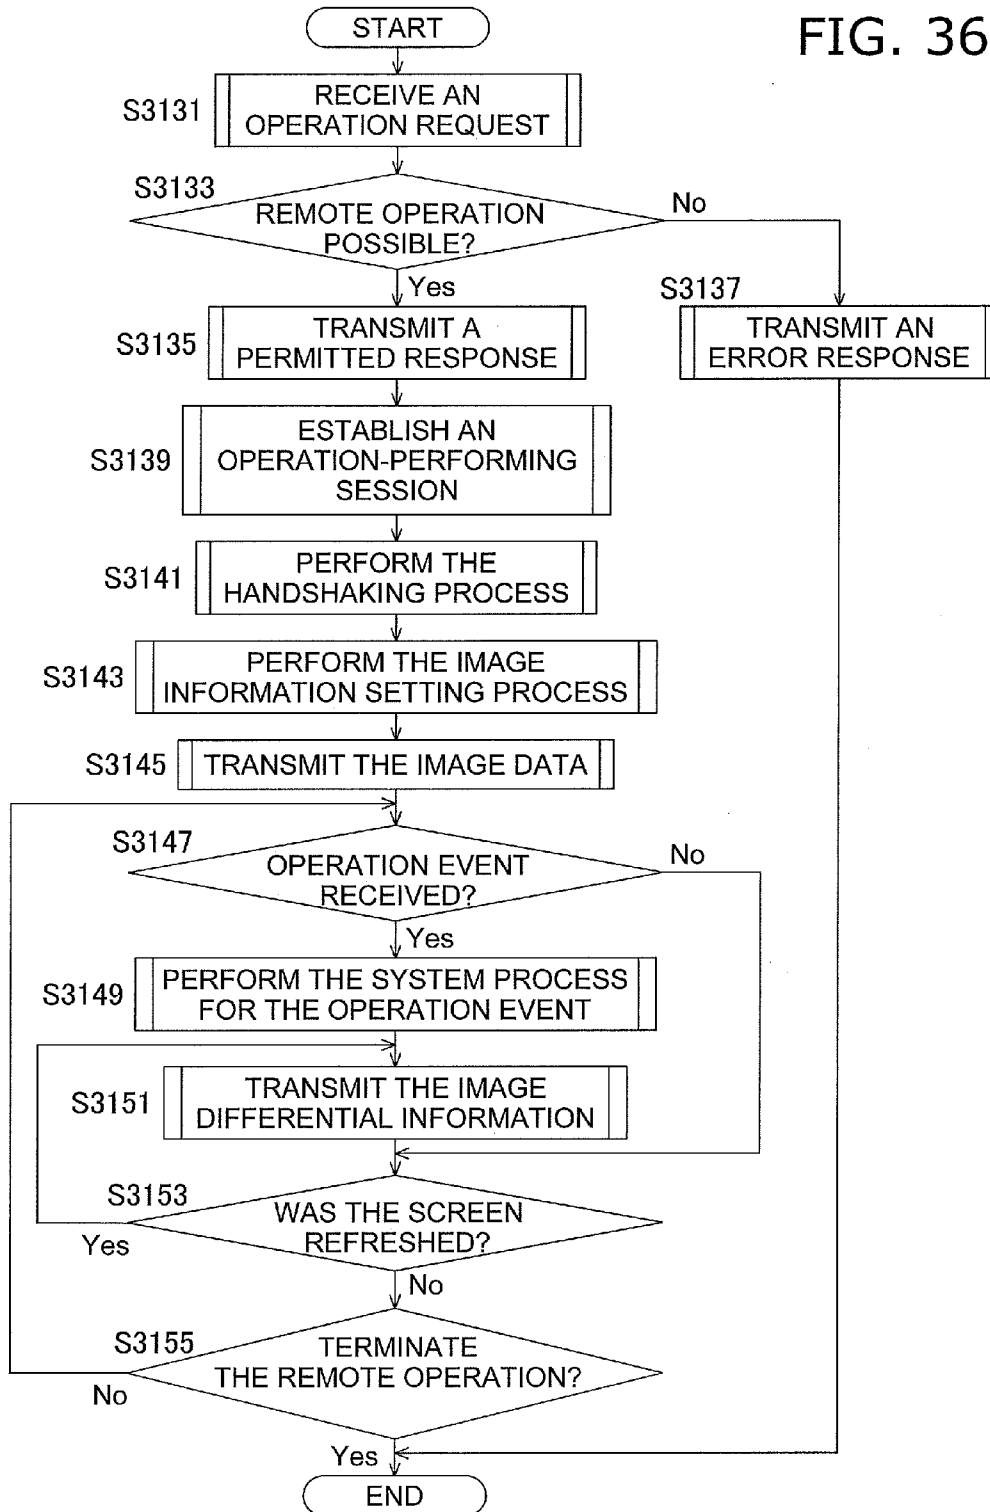 FIG. 36
START
S3131
RECEIVE AN
OPERATION REQUEST
S3133
REMOTE OPERATION
POSSIBLE?
No
Yes
S3135
TRANSMIT A
PERMITTED RESPONSE
S3137
TRANSMIT AN
ERROR RESPONSE
S3139
ESTABLISH AN
OPERATION-PERFORMING
SESSION
S3141
PERFORM THE
HANDSHAKING PROCESS
S3143
PERFORM THE IMAGE
INFORMATION SETTING PROCESS
S3145
TRANSMIT THE IMAGE DATA
S3147
OPERATION EVENT
RECEIVED?
No
Yes
S3149
PERFORM THE SYSTEM PROCESS
FOR THE OPERATION EVENT
S3151
TRANSMIT THE IMAGE
DIFFERENTIAL INFORMATION
S3153
WAS THE SCREEN
REFRESHED?
Yes
No
S3155
TERMINATE
THE REMOTE OPERATION?
No
Yes
END